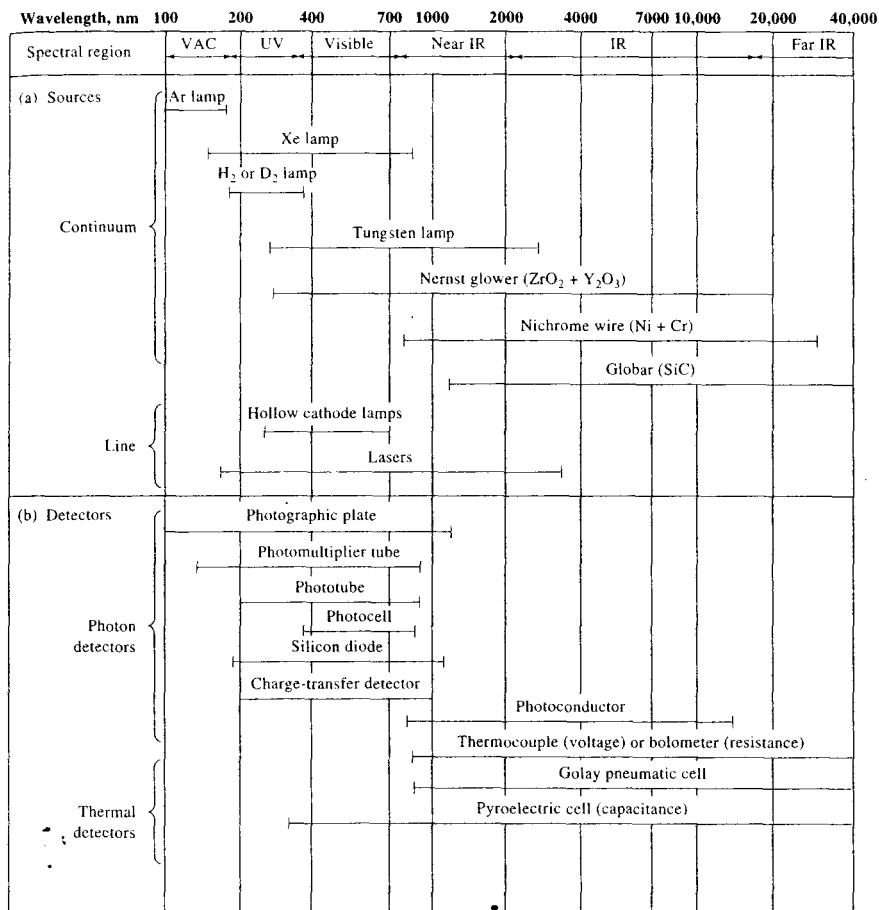 Wavelength, nm 100 200 400 700 1000 2000 4000 7000 10,000 20,000 40,000
Spectral region VAC UV Visible Near IR IR Far IR
(a) Sources
Ar lamp
Xe lamp
H₂ or D₂ lamp
Continuum
Tungsten lamp
Nernst glower (ZrO₂ + Y₂O₃)
Nichrome wire (Ni + Cr)
Globar (SiC)
Hollow cathode lamps
Line
Lasers
(b) Detectors
Photographic plate
Photomultiplier tube
Phototube
Photocell
Photon
detectors
Silicon diode
Charge-transfer detector
Photoconductor
Thermocouple (voltage) or bolometer (resistance)
Golay pneumatic cell
Thermal
detectors
Pyroelectric cell (capacitance)